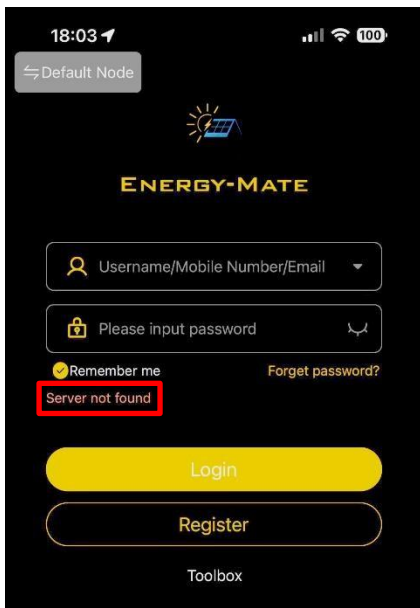 18:03
100
Default Node
ENERGY-MATE
Username/Mobile Number/Email
Please input password
Remember me Forget password?
Server not found
Login
Register
Toolbox